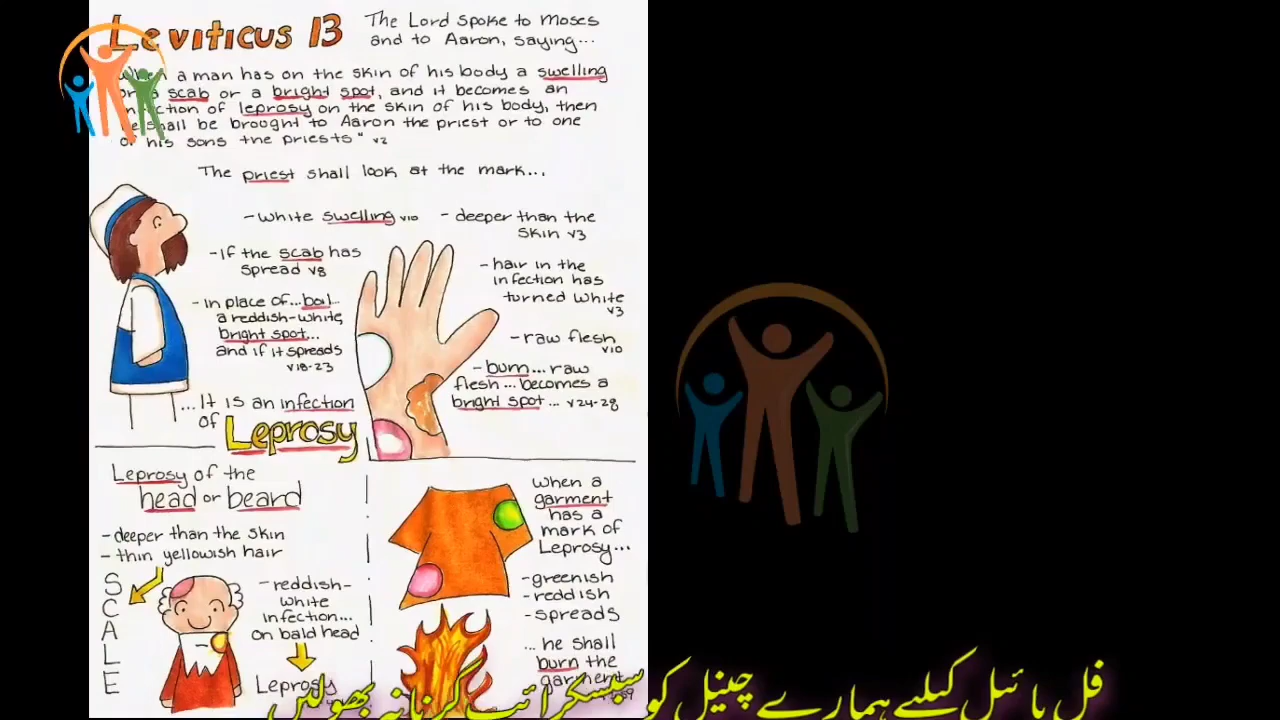 Leviticus 13
The Lord spoke to Moses
and to Aaron, saying...
a man has on the skin of his body a swelling
or a scab or a bright spot, and it becomes an
infection of leprosy on the skin of his body, then
he shall be brought to Aaron the priest or to one
of his sons the priests" v2
The priest shall look at the mark...
- white swelling v10
- deeper than the
skin v3
- if the scab has
spread v8
- hair in the
infection has
turned white
v3
- in place of...boil...
a reddish-white,
bright spot...
and if it spreads
v18-23
- raw flesh
v10
- burn... raw
flesh... becomes a
bright spot... v24-28
...It is an infection
of Leprosy
Leprosy of the
head or beard
- deeper than the skin
- thin yellowish hair
SCALE
- reddish-
white
infection...
on bald head
Leprosy
when a
garment
has a
mark of
Leprosy...
- greenish
- reddish
- spreads
... he shall
burn the
garment
فل بائبل کیلئے ہمارے چینل کو سبسکرائب کرنا نہ بھولیں